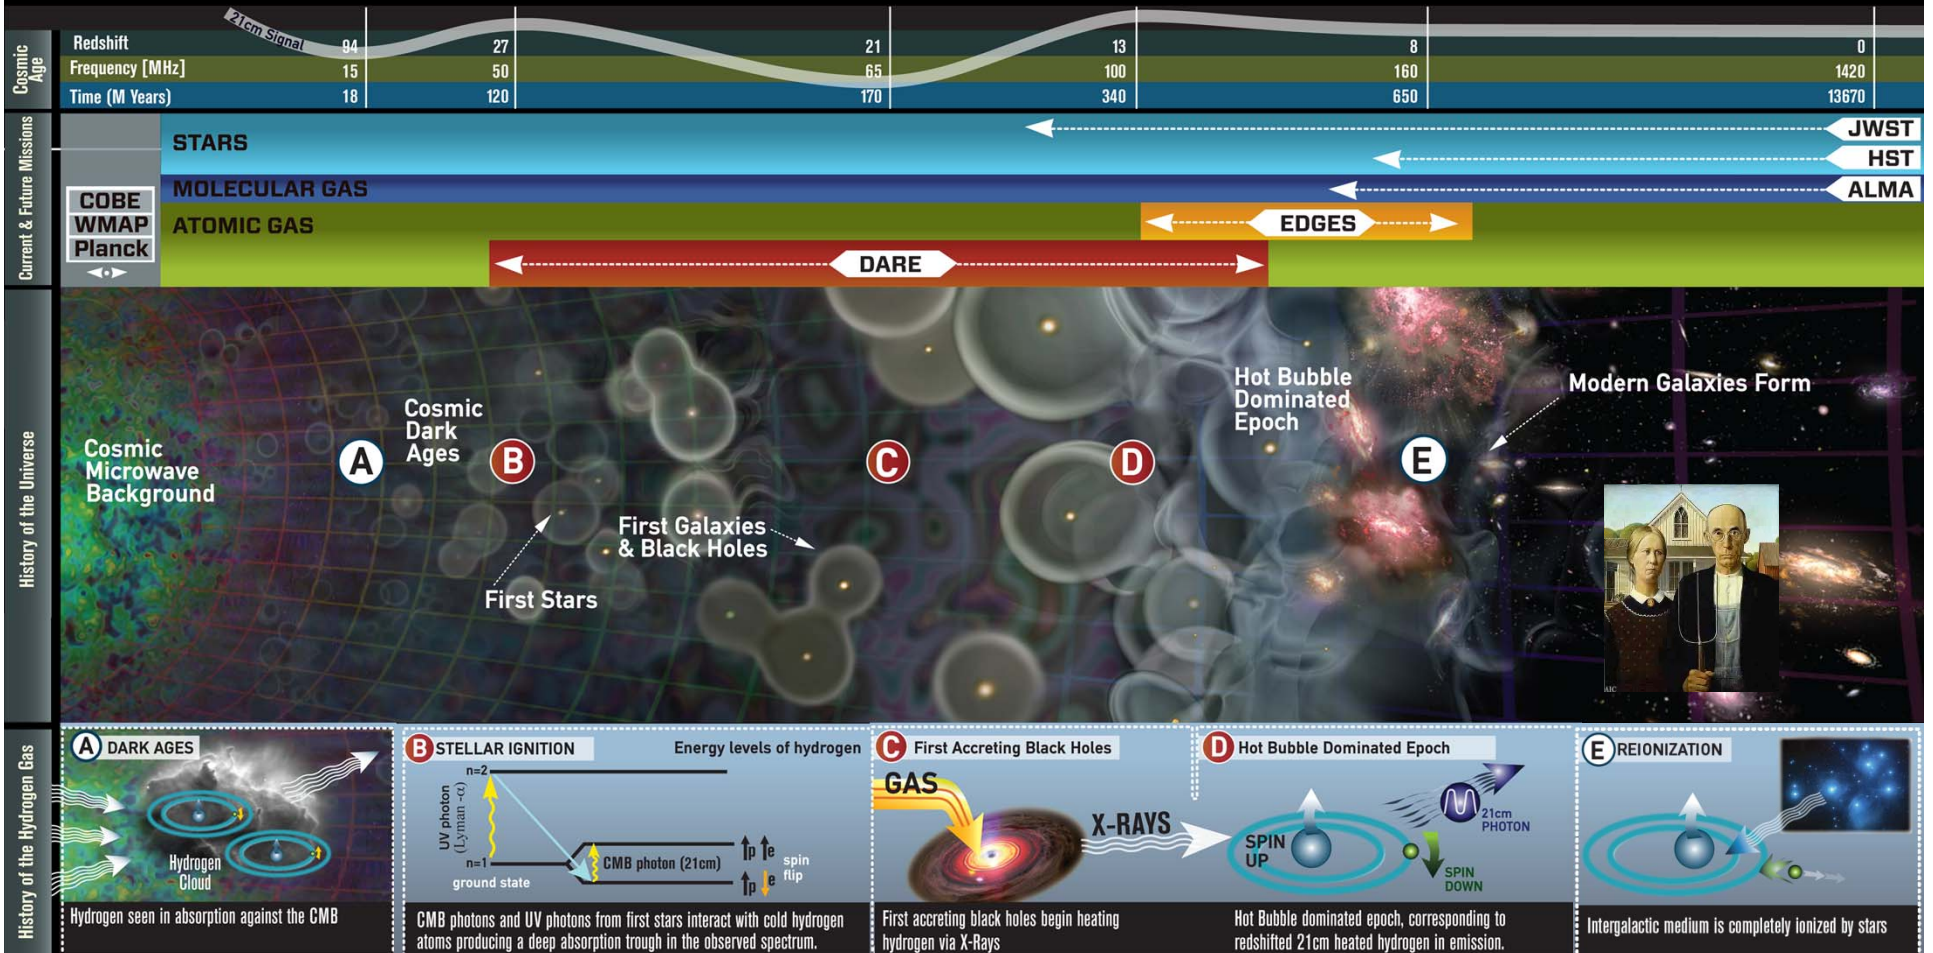 21cm Signal
Cosmic
Age
Redshift 94 27 21 13 8 0
Frequency [MHz] 15 50 65 100 160 1420
Time (M Years) 18 120 170 340 650 13670
Current & Future Missions
STARS
JWST
HST
MOLECULAR GAS
ALMA
COBE
WMAP
Planck
ATOMIC GAS
EDGES
DARE
History of the Universe
Cosmic
Microwave
Background
A
Cosmic
Dark
Ages
B
First Stars
First Galaxies
& Black Holes
C
D
Hot Bubble
Dominated
Epoch
E
Modern Galaxies Form
AIC
History of the Hydrogen Gas
A DARK AGES
Hydrogen
Cloud
Hydrogen seen in absorption against the CMB
B STELLAR IGNITION
Energy levels of hydrogen
n=2
UV photon
(Lyman -α)
n=1
ground state
CMB photon (21cm)
p e
p e
spin
flip
CMB photons and UV photons from first stars interact with cold hydrogen
atoms producing a deep absorption trough in the observed spectrum.
C First Accreting Black Holes
GAS
X-RAYS
First accreting black holes begin heating
hydrogen via X-Rays
D Hot Bubble Dominated Epoch
21cm
PHOTON
SPIN
UP
SPIN
DOWN
Hot Bubble dominated epoch, corresponding to
redshifted 21cm heated hydrogen in emission.
E REIONIZATION
Intergalactic medium is completely ionized by stars